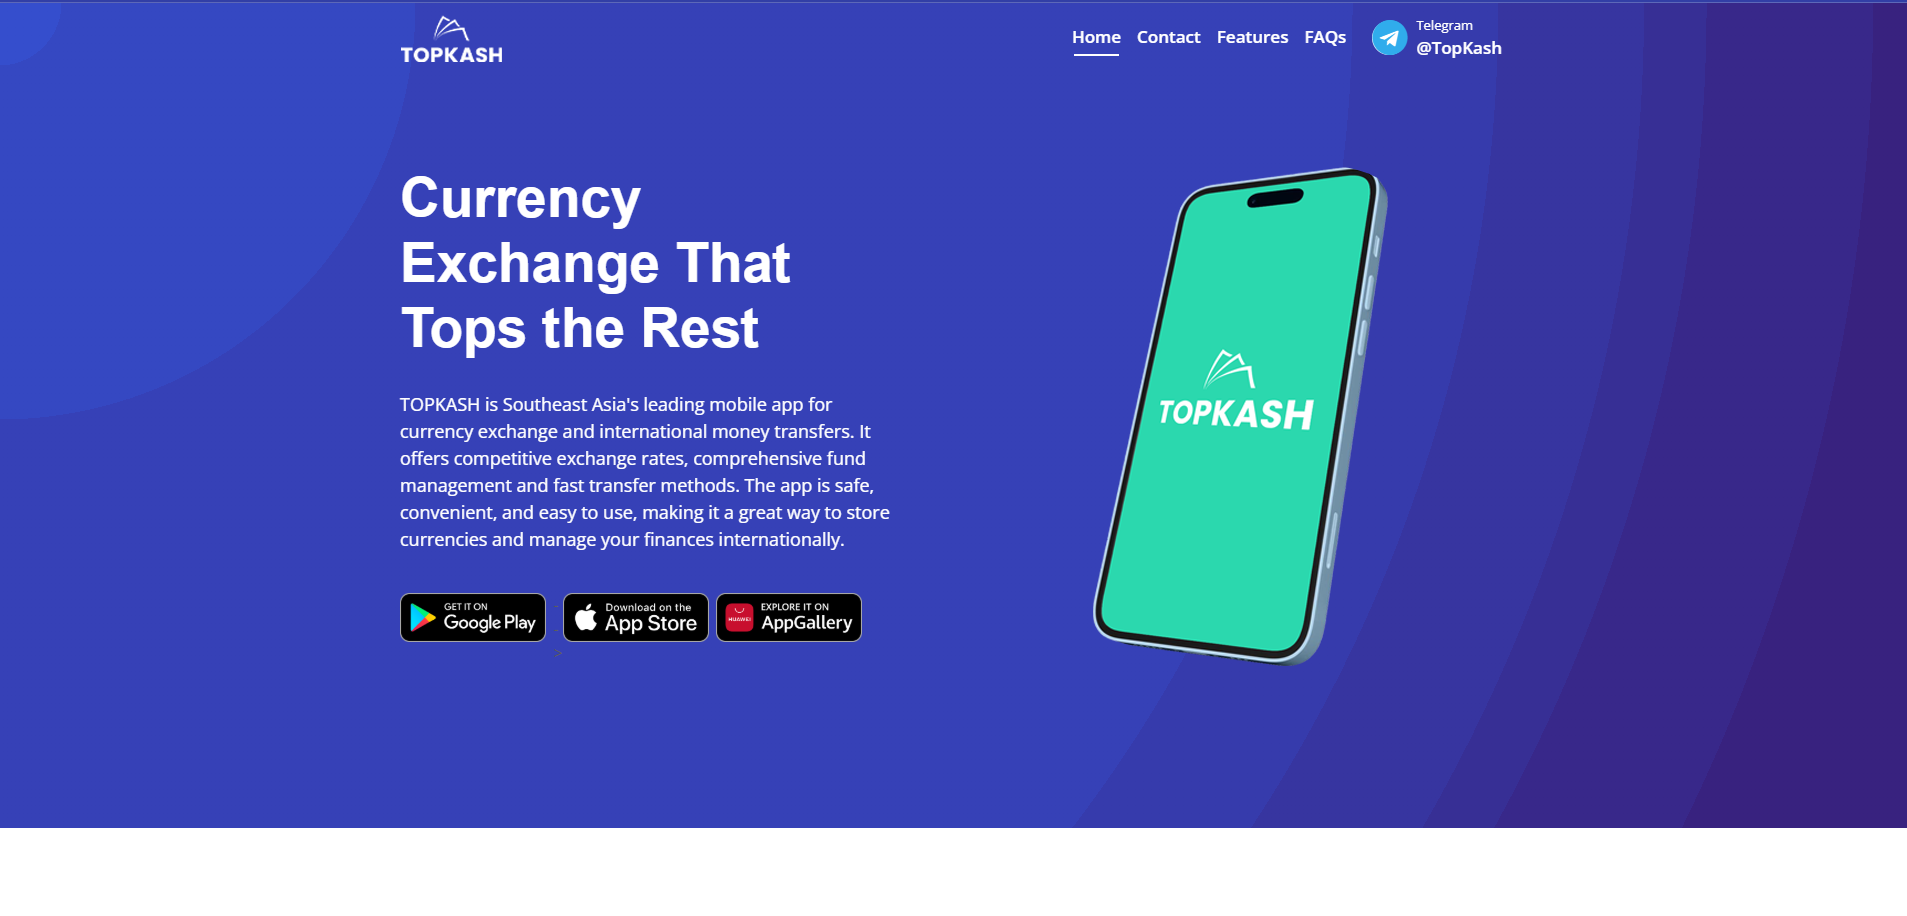 TOPKASH
Home Contact Features FAQs
Telegram
@TopKash
Currency
Exchange That
Tops the Rest
TOPKASH is Southeast Asia's leading mobile app for
currency exchange and international money transfers. It
offers competitive exchange rates, comprehensive fund
management and fast transfer methods. The app is safe,
convenient, and easy to use, making it a great way to store
currencies and manage your finances internationally.
GET IT ON
Google Play
-
-
>
Download on the
App Store
HUAWEI
EXPLORE IT ON
AppGallery
TOPKASH